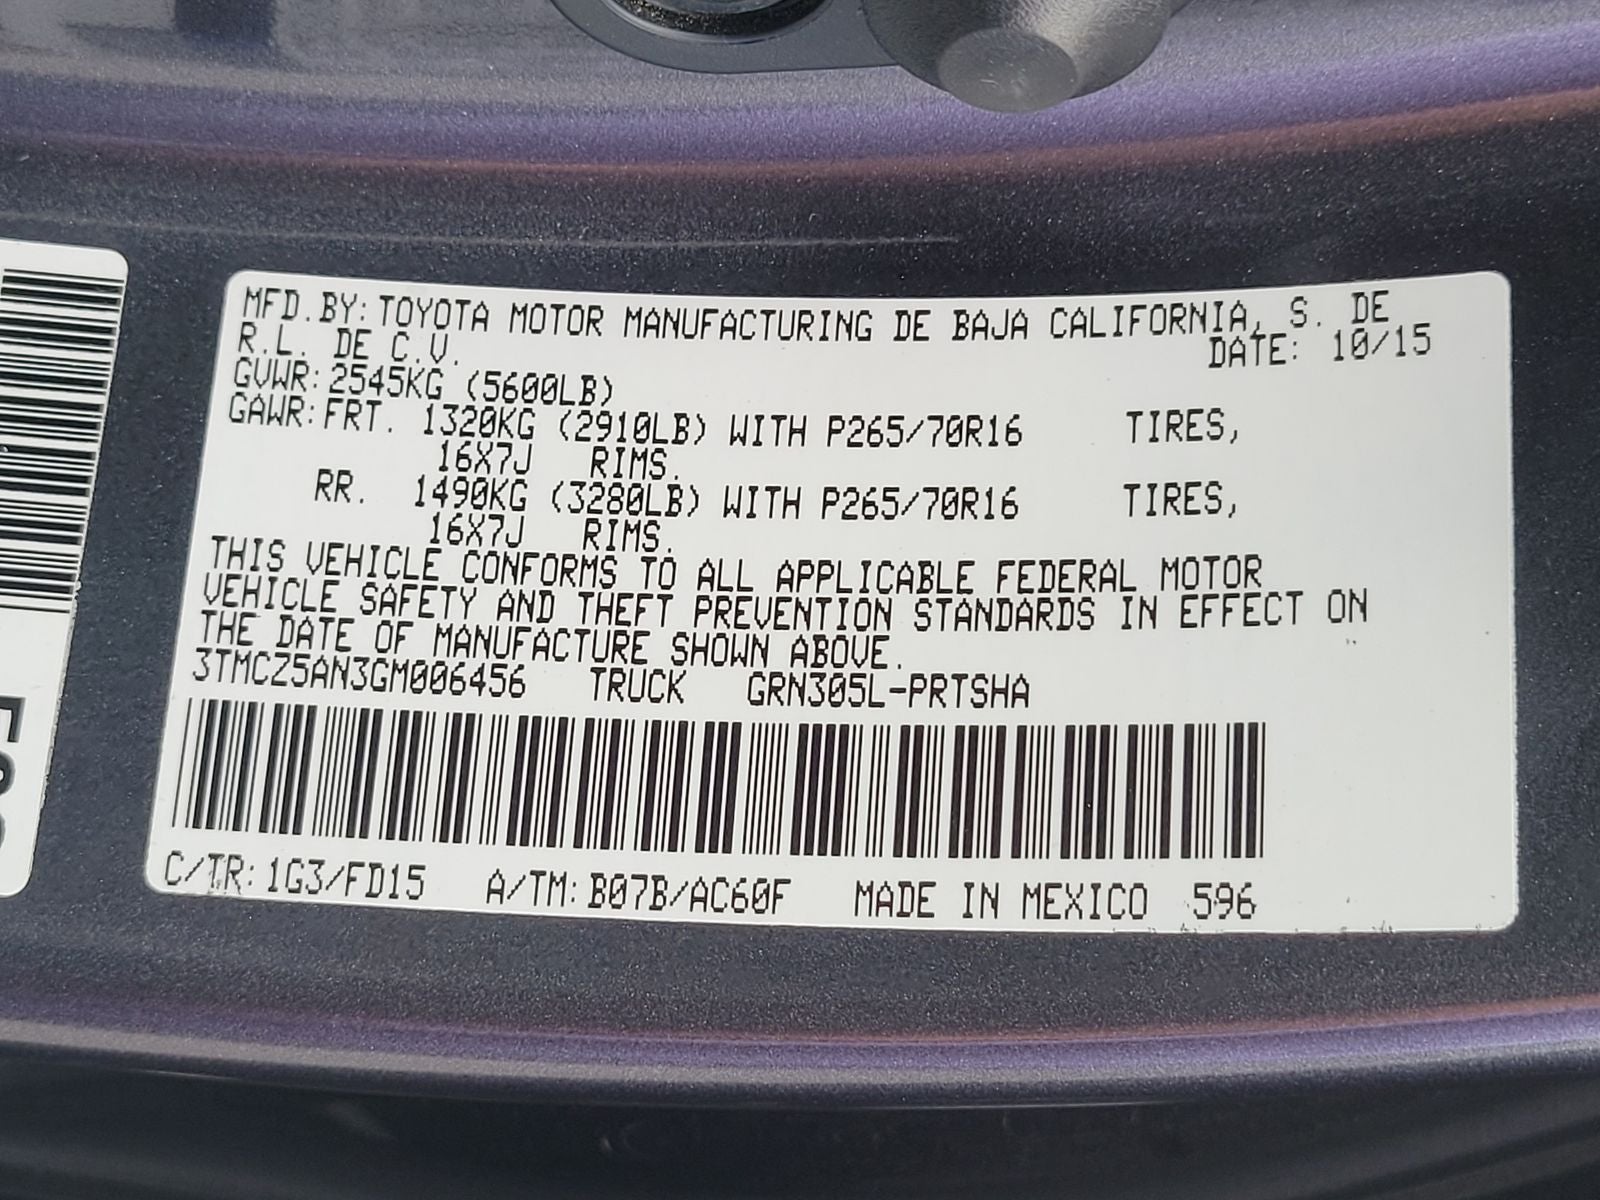 MFD.BY: TOYOTA MOTOR MANUFACTURING DE BAJA CALIFORNIA, S. DE
R.L. DE C.V. DATE: 10/15
GVWR: 2545KG (5600LB)
GAWR: FRT. 1320KG (2910LB) WITH P265/70R16 TIRES,
16X7J RIMS.
RR. 1490KG (3280LB) WITH P265/70R16 TIRES,
16X7J RIMS.
THIS VEHICLE CONFORMS TO ALL APPLICABLE FEDERAL MOTOR
VEHICLE SAFETY AND THEFT PREVENTION STANDARDS IN EFFECT ON
THE DATE OF MANUFACTURE SHOWN ABOVE.
3TMCZ5AN3GM006456 TRUCK GRN305L-PRTSHA
C/TR: 1G3/FD15 A/TM: B07B/AC60F MADE IN MEXICO 596